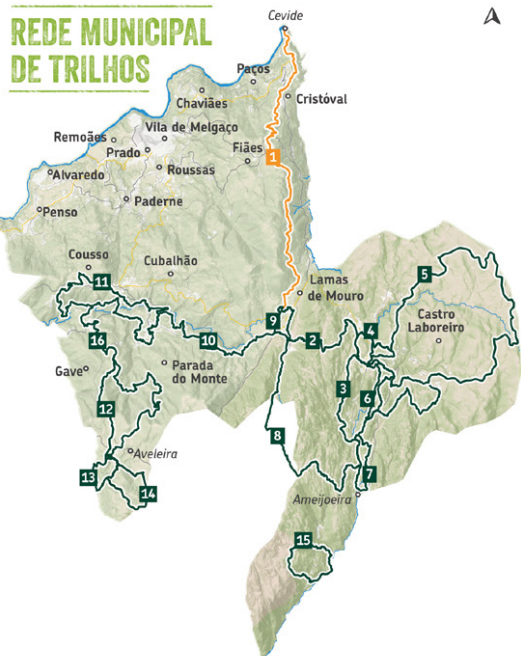 REDE MUNICIPAL
DE TRILHOS
Cevide
Paços
Cristóval
Chaviães
Vila de Melgaço
Remoães
Prado
Fiães
1
Roussas
Alvaredo
Paderne
Penso
Cousso
Cubalhão
11
Lamas
de Mouro
5
9
Castro
Laboreiro
4
2
10
16
Gave
Parada
do Monte
3
6
12
8
Aveleira
13
14
7
Ameijoeira
15